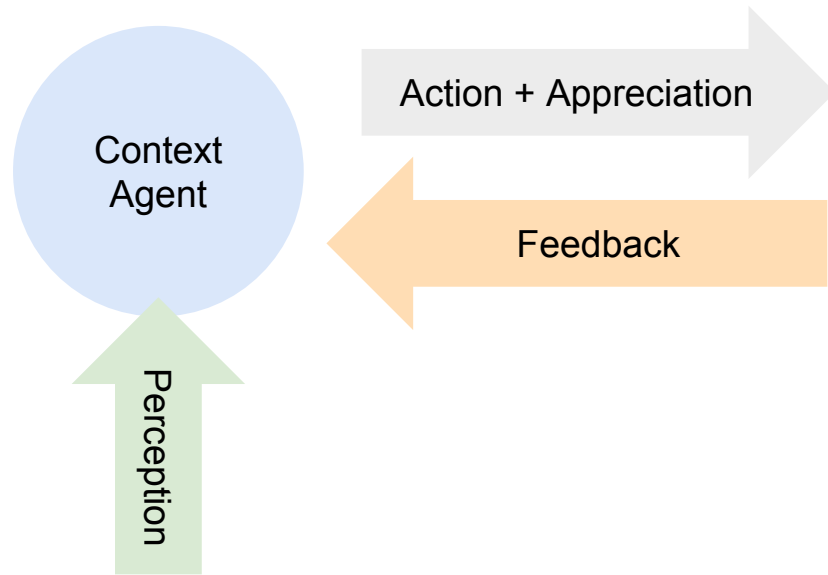 Context
Agent
Action + Appreciation
Feedback
Perception